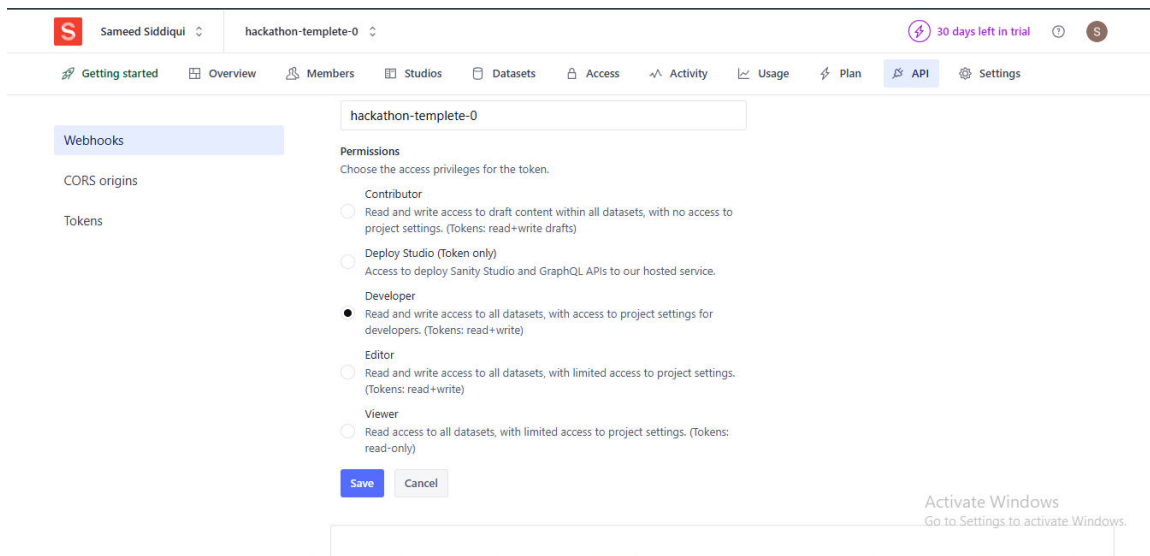 S
Sameed Siddiqui
hackathon-templete-0
30 days left in trial
?
S
Getting started
Overview
Members
Studios
Datasets
Access
Activity
Usage
Plan
API
Settings
Webhooks
CORS origins
Tokens
hackathon-templete-0
Permissions
Choose the access privileges for the token.
Contributor
Read and write access to draft content within all datasets, with no access to
project settings. (Tokens: read+write drafts)
Deploy Studio (Token only)
Access to deploy Sanity Studio and GraphQL APIs to our hosted service.
Developer
Read and write access to all datasets, with access to project settings for
developers. (Tokens: read+write)
Editor
Read and write access to all datasets, with limited access to project settings.
(Tokens: read+write)
Viewer
Read access to all datasets, with limited access to project settings. (Tokens:
read-only)
Save
Cancel
Activate Windows
Go to Settings to activate Windows.